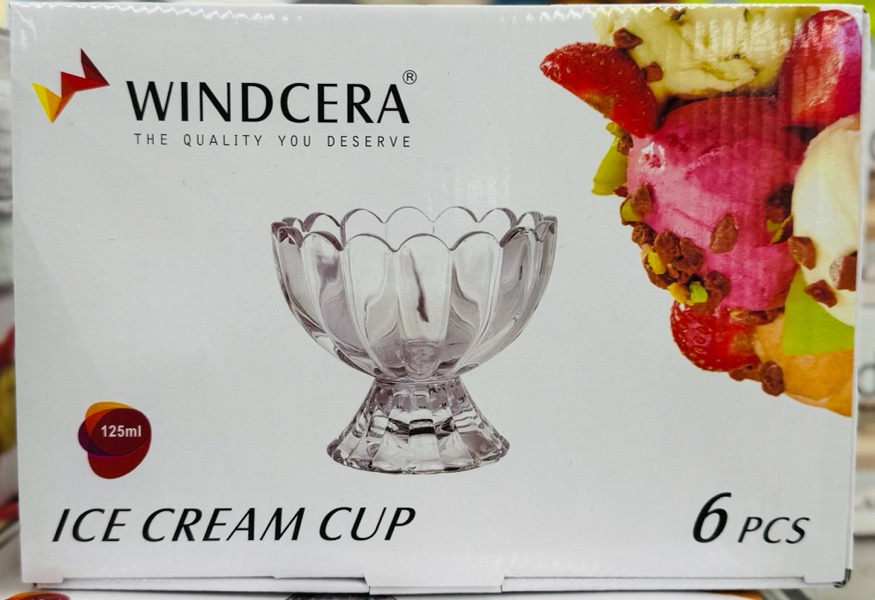 WINDCERA®
THE QUALITY YOU DESERVE
125ml
ICE CREAM CUP
6 PCS